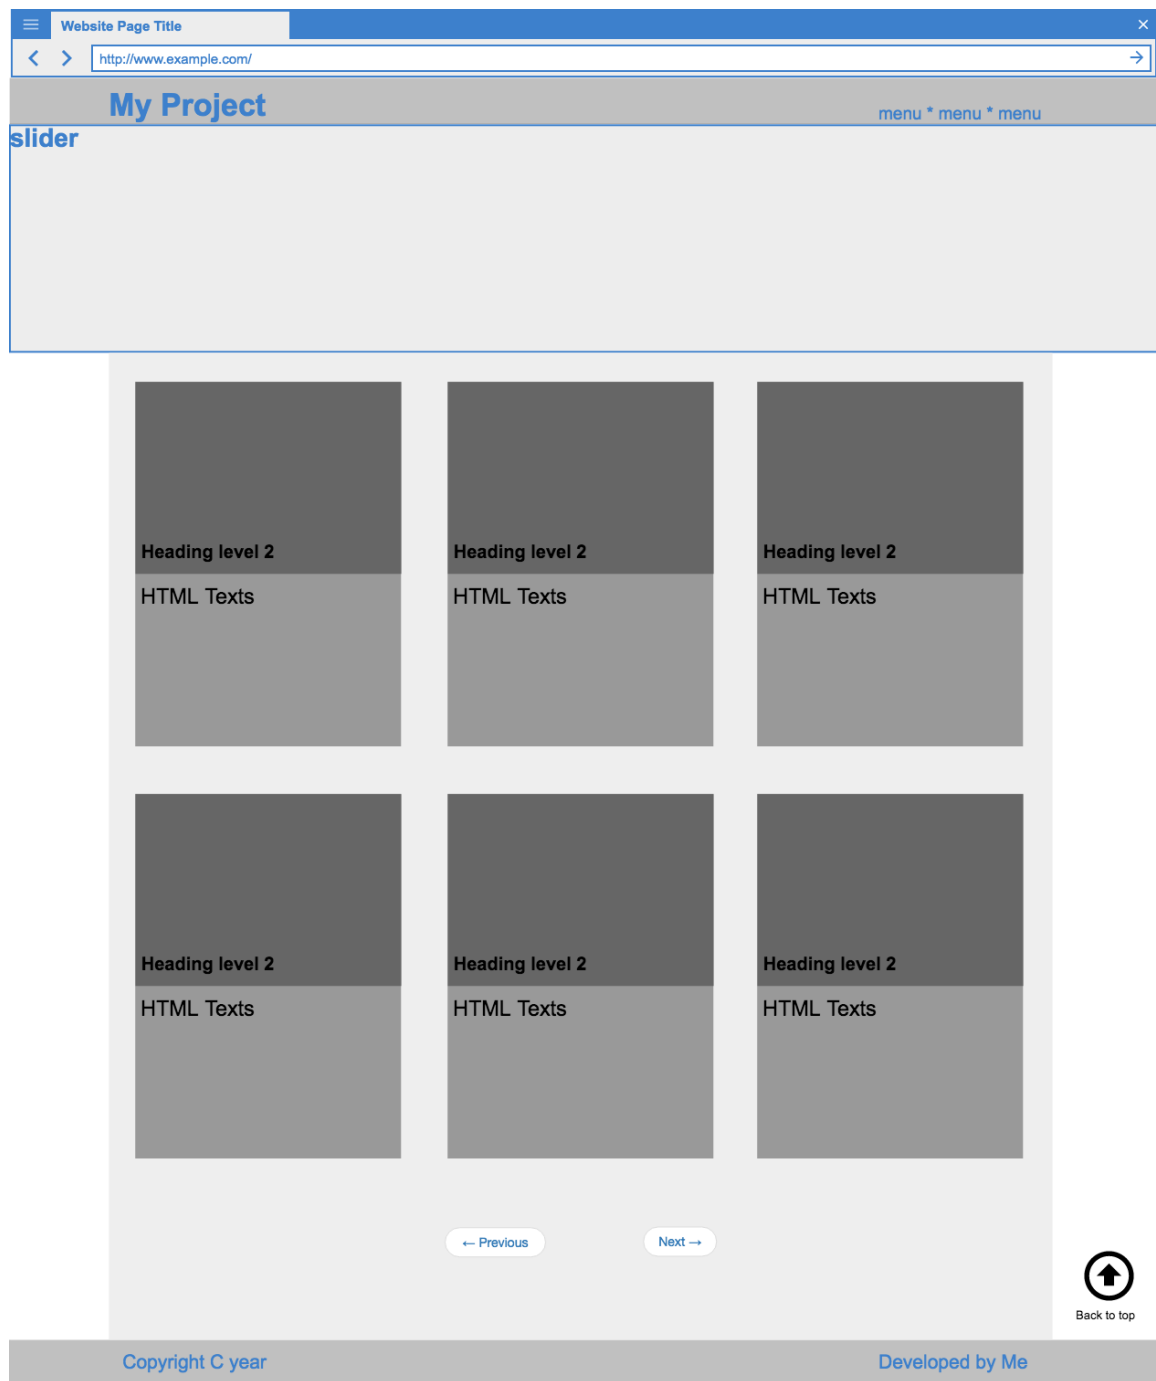 Website Page Title
http://www.example.com/
My Project
menu * menu * menu
slider
Heading level 2
HTML Texts
Heading level 2
HTML Texts
Heading level 2
HTML Texts
Heading level 2
HTML Texts
Heading level 2
HTML Texts
Heading level 2
HTML Texts
← Previous
Next →
Back to top
Copyright C year
Developed by Me